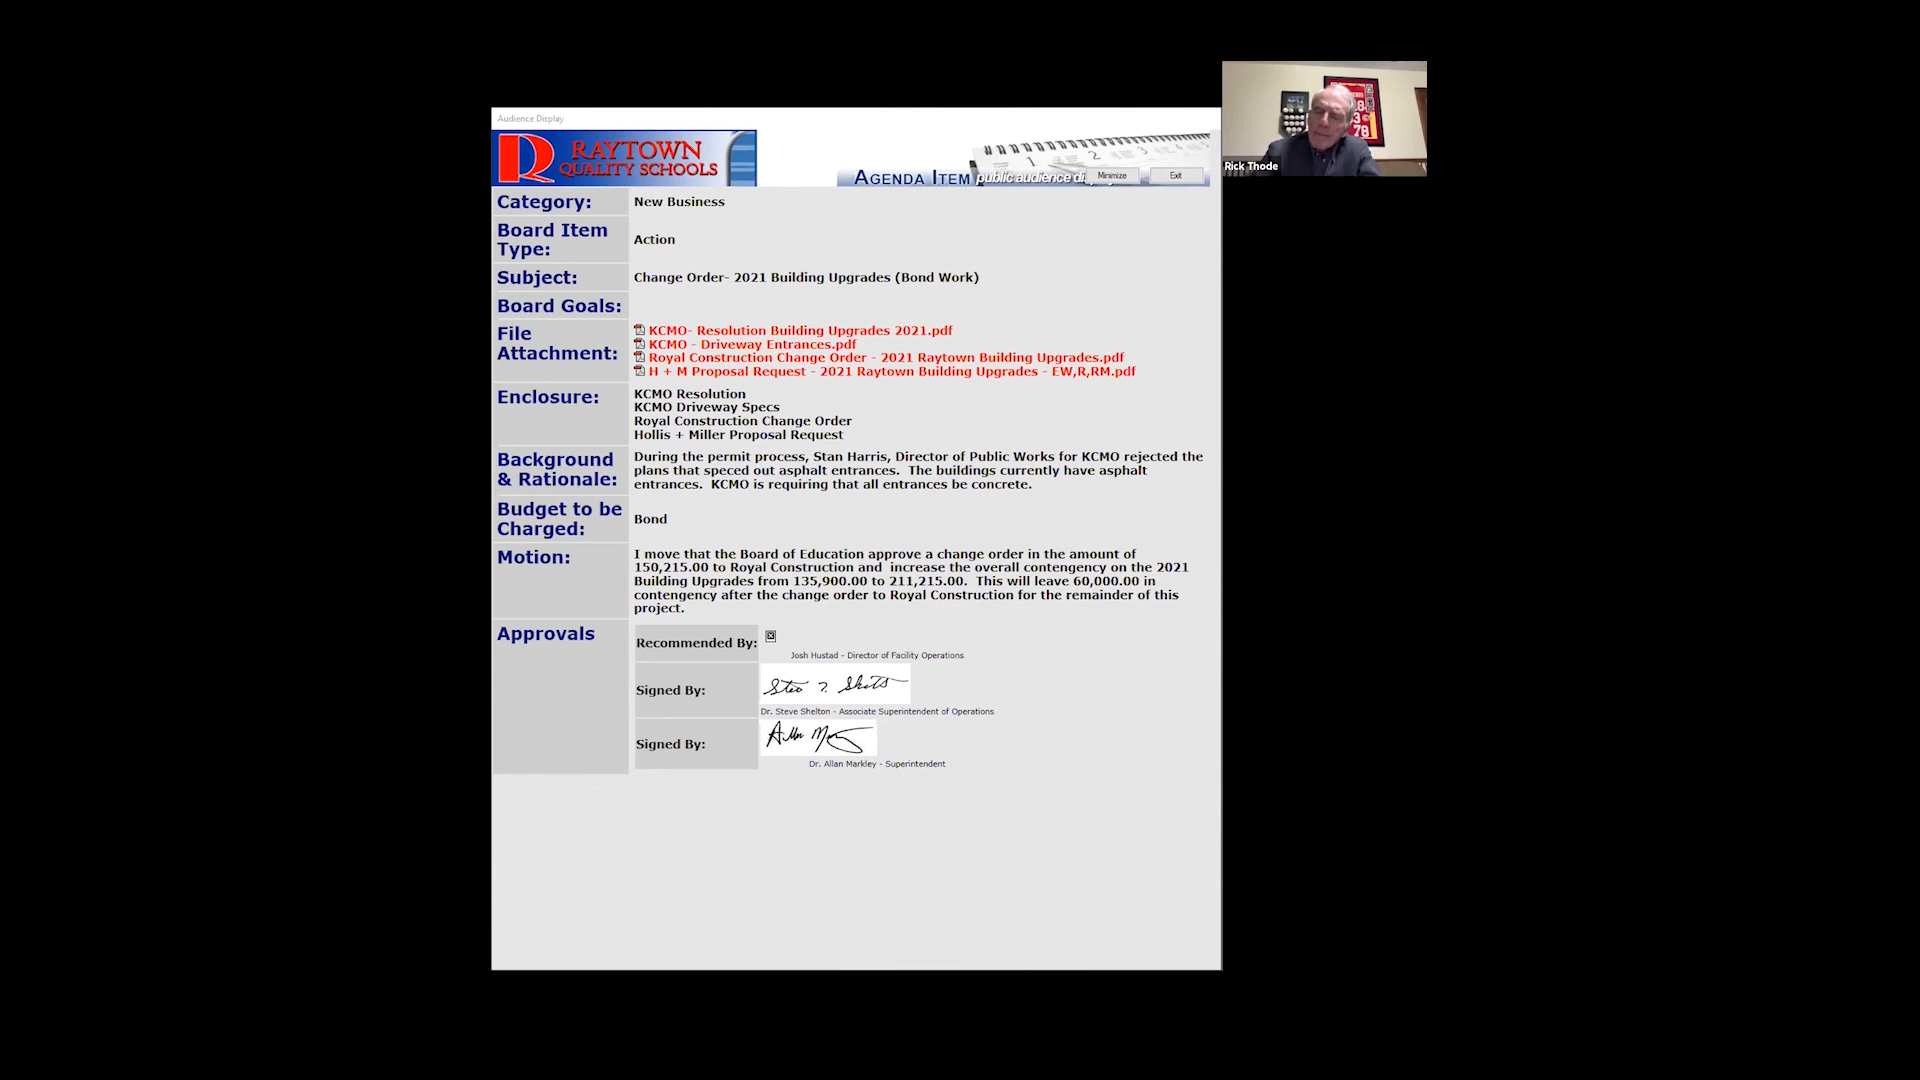 Audience Display
RAYTOWN
QUALITY SCHOOLS
AGENDA ITEM public audience di
Minimize
Exit
Rick Thode
Category: New Business
Board Item
Type: Action
Subject: Change Order- 2021 Building Upgrades (Bond Work)
Board Goals:
File
Attachment:
KCMO- Resolution Building Upgrades 2021.pdf
KCMO - Driveway Entrances.pdf
Royal Construction Change Order - 2021 Raytown Building Upgrades.pdf
H + M Proposal Request - 2021 Raytown Building Upgrades - EW,R,RM.pdf
Enclosure:
KCMO Resolution
KCMO Driveway Specs
Royal Construction Change Order
Hollis + Miller Proposal Request
Background
& Rationale:
During the permit process, Stan Harris, Director of Public Works for KCMO rejected the
plans that speced out asphalt entrances. The buildings currently have asphalt
entrances. KCMO is requiring that all entrances be concrete.
Budget to be
Charged:
Bond
Motion:
I move that the Board of Education approve a change order in the amount of
150,215.00 to Royal Construction and increase the overall contengency on the 2021
Building Upgrades from 135,900.00 to 211,215.00. This will leave 60,000.00 in
contengency after the change order to Royal Construction for the remainder of this
project.
Approvals
Recommended By:
Josh Hustad - Director of Facility Operations
Signed By:
Dr. Steve Shelton - Associate Superintendent of Operations
Signed By:
Dr. Allan Markley - Superintendent